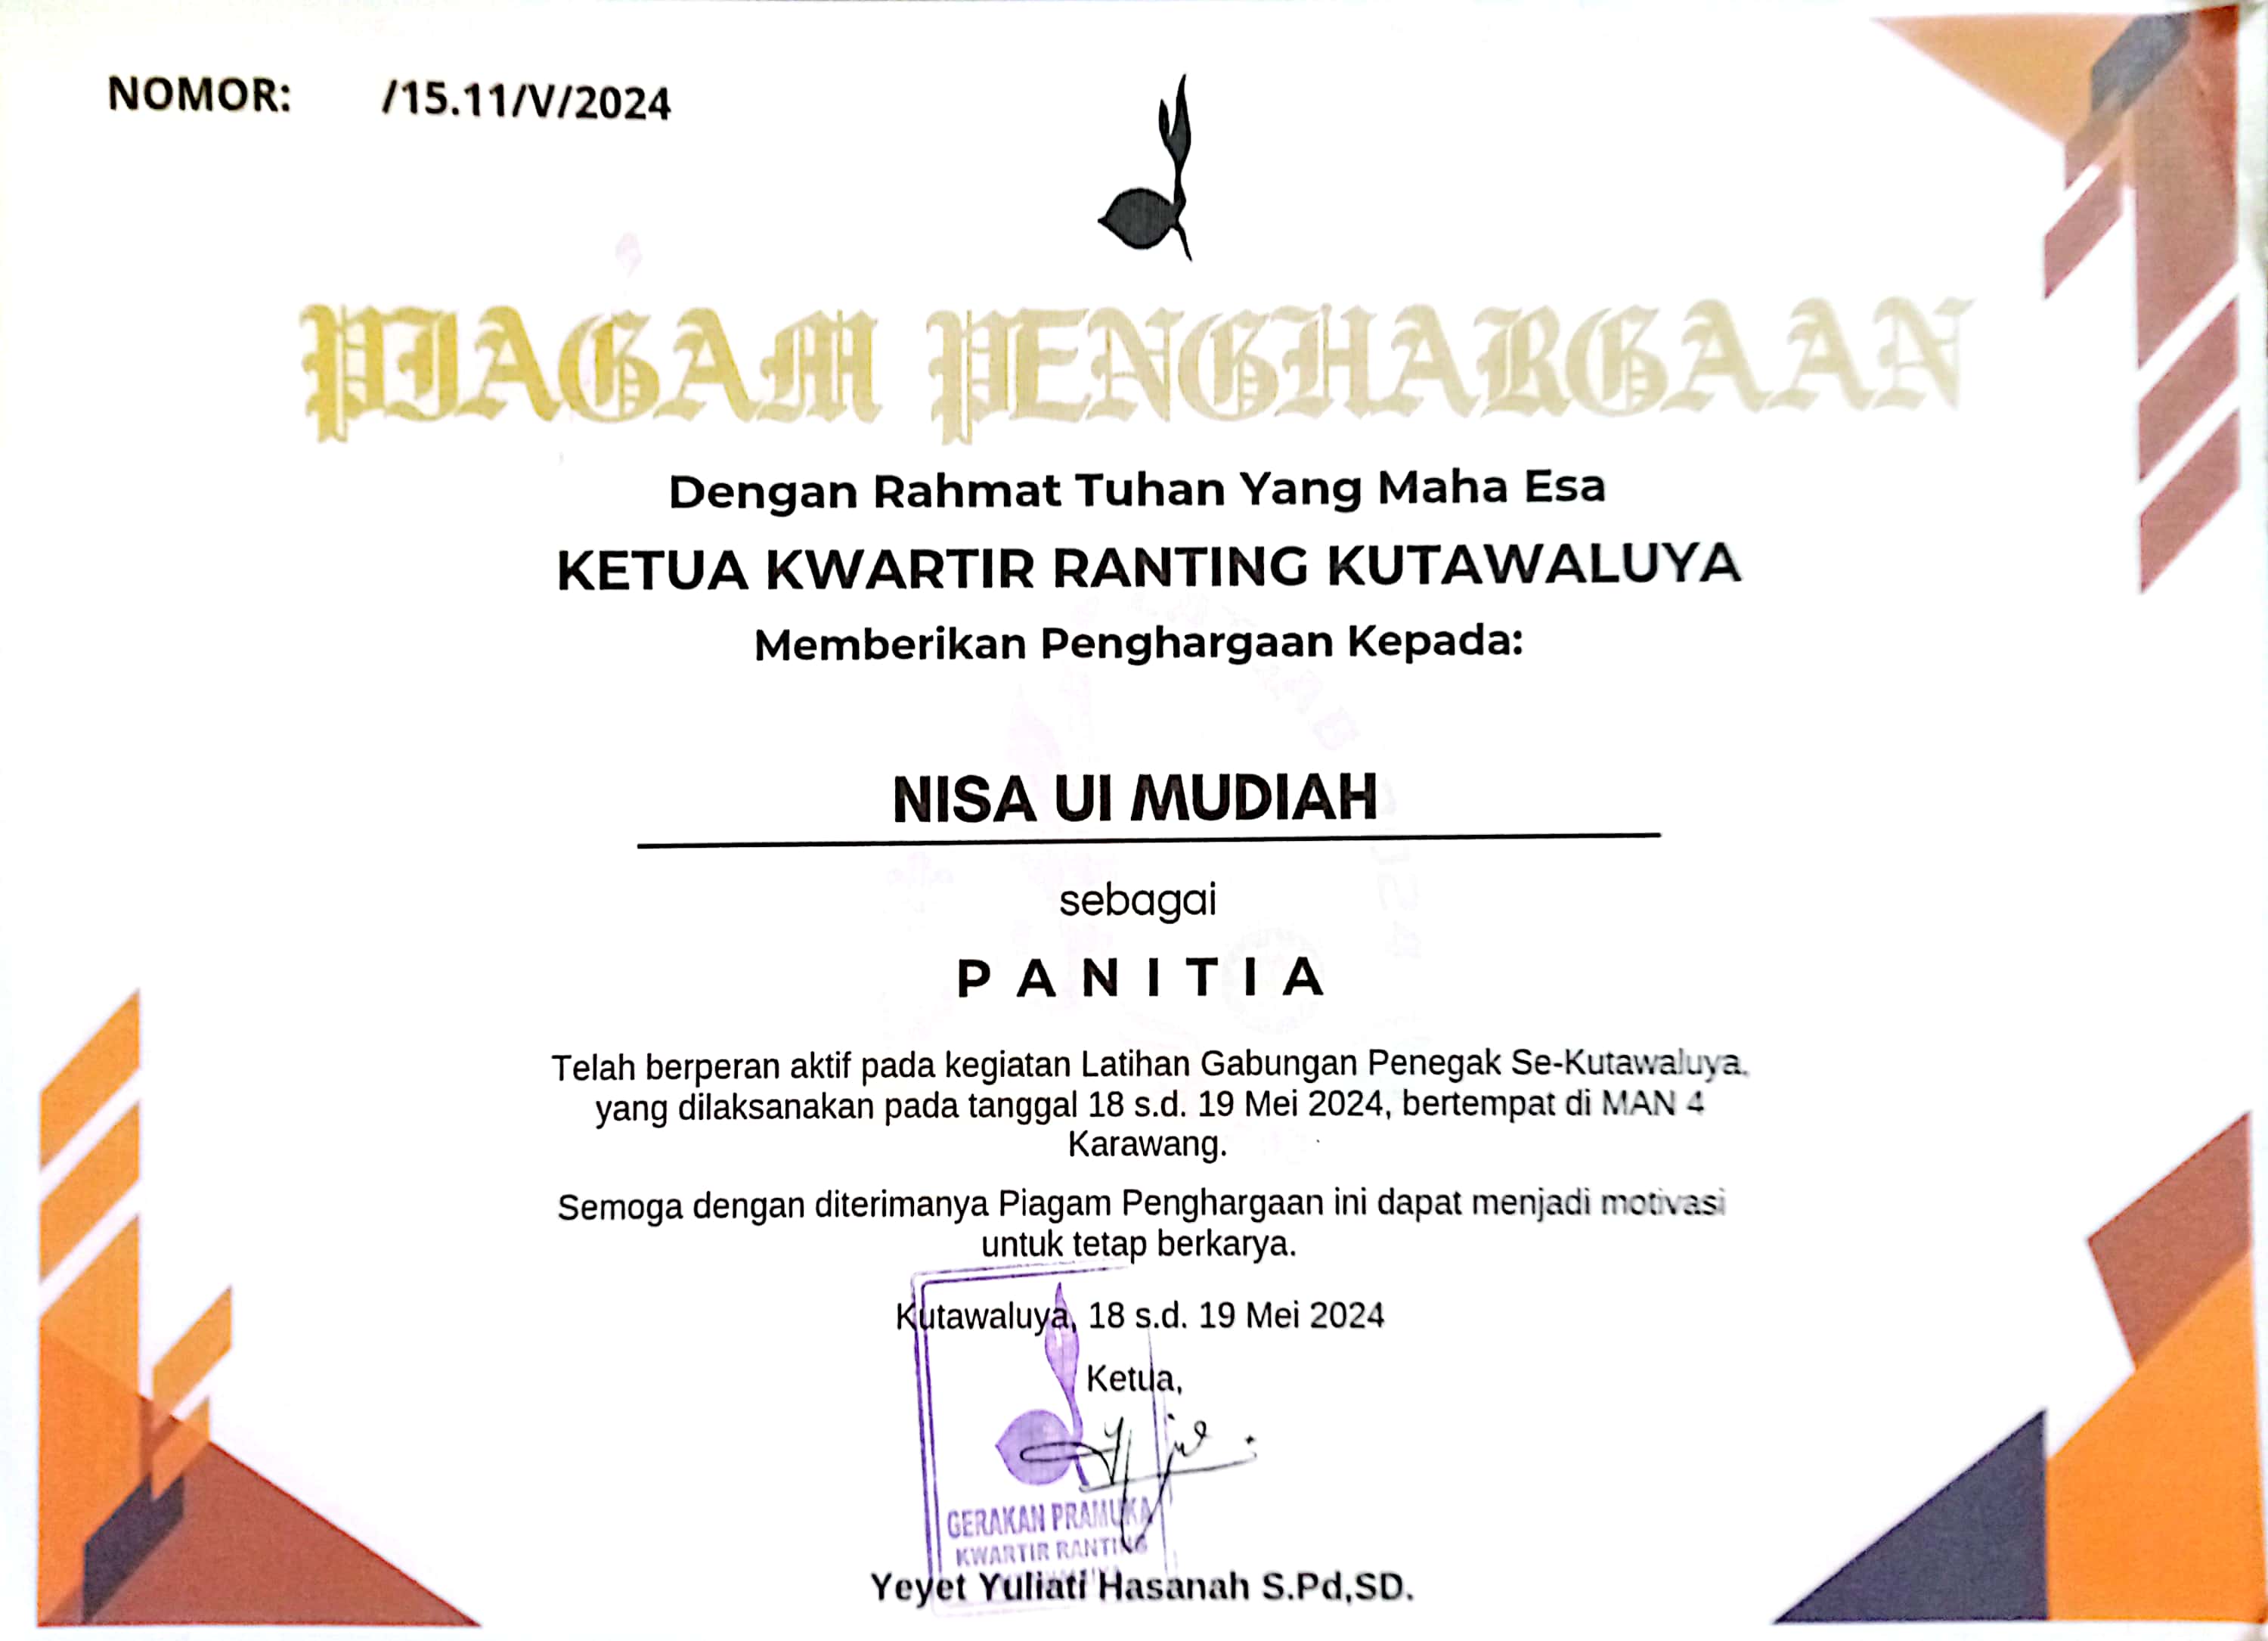 NOMOR: /15.11/V/2024
PIAGAM PENGHARGAAN
Dengan Rahmat Tuhan Yang Maha Esa
KETUA KWARTIR RANTING KUTAWALUYA
Memberikan Penghargaan Kepada:
NISA UI MUDIAH
sebagai
PANITIA
Telah berperan aktif pada kegiatan Latihan Gabungan Penegak Se-Kutawaluya.
yang dilaksanakan pada tanggal 18 s.d. 19 Mei 2024, bertempat di MAN 4
Karawang.
Semoga dengan diterimanya Piagam Penghargaan ini dapat menjadi motivasi
untuk tetap berkarya.
Kutawaluya, 18 s.d. 19 Mei 2024
Ketua,
GERAKAN PRAMUKA
KWARTIR RANTING
Yeyet Yuliati Hasanah S.Pd,SD.